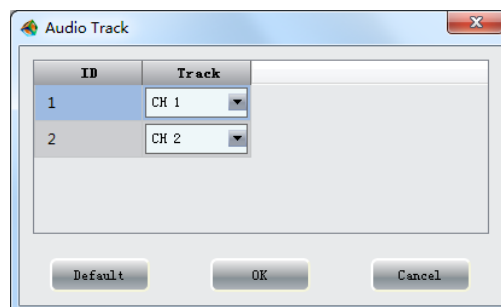 Audio Track
ID Track
1 CH 1
2 CH 2
Default OK Cancel